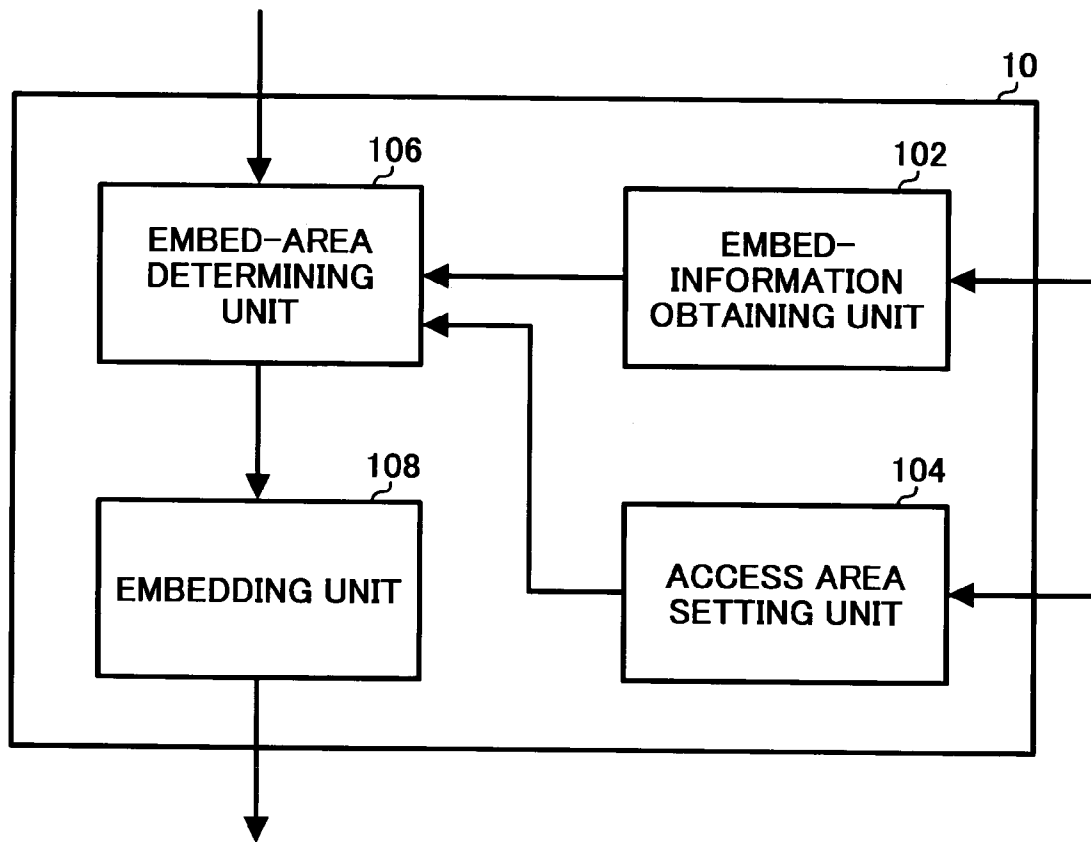 10
106
EMBED-AREA
DETERMINING
UNIT
102
EMBED-
INFORMATION
OBTAINING UNIT
108
EMBEDDING UNIT
104
ACCESS AREA
SETTING UNIT